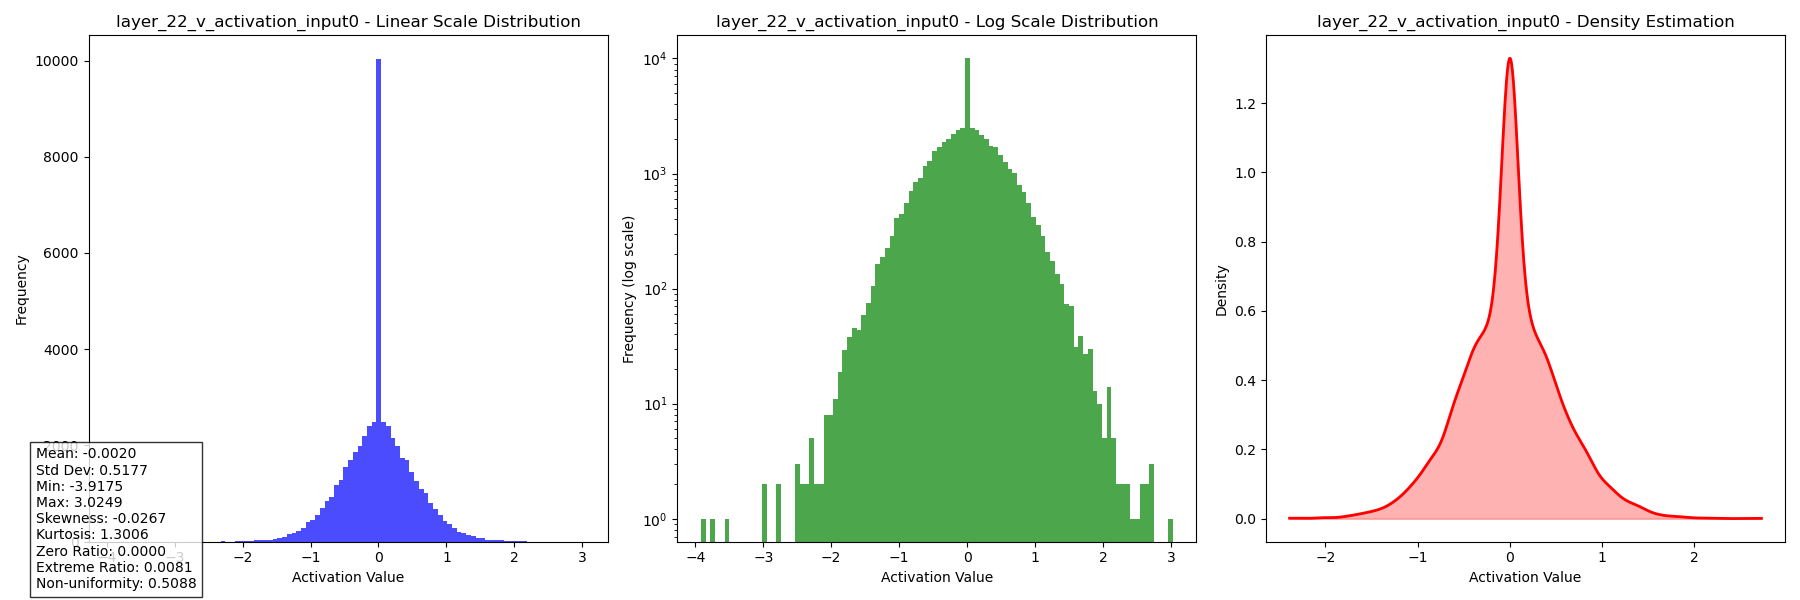 layer_22_v_activation_input0 - Linear Scale Distribution
10000
8000
6000
4000
2000
0
Frequency
−4
−3
−2
−1
0
1
2
3
Activation Value
Mean: -0.0020
Std Dev: 0.5177
Min: -3.9175
Max: 3.0249
Skewness: -0.0267
Kurtosis: 1.3006
Zero Ratio: 0.0000
Extreme Ratio: 0.0081
Non-uniformity: 0.5088
layer_22_v_activation_input0 - Log Scale Distribution
10⁴
10³
10²
10¹
10⁰
Frequency (log scale)
−4
−3
−2
−1
0
1
2
3
Activation Value
layer_22_v_activation_input0 - Density Estimation
1.2
1.0
0.8
0.6
0.4
0.2
0.0
Density
−2
−1
0
1
2
Activation Value